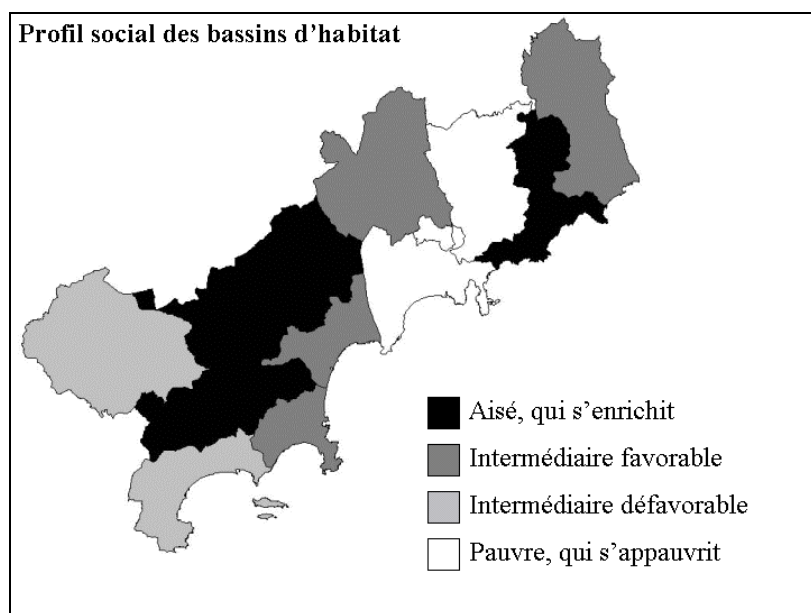 Profil social des bassins d'habitat
Aisé, qui s'enrichit
Intermédiaire favorable
Intermédiaire défavorable
Pauvre, qui s'appauvrit